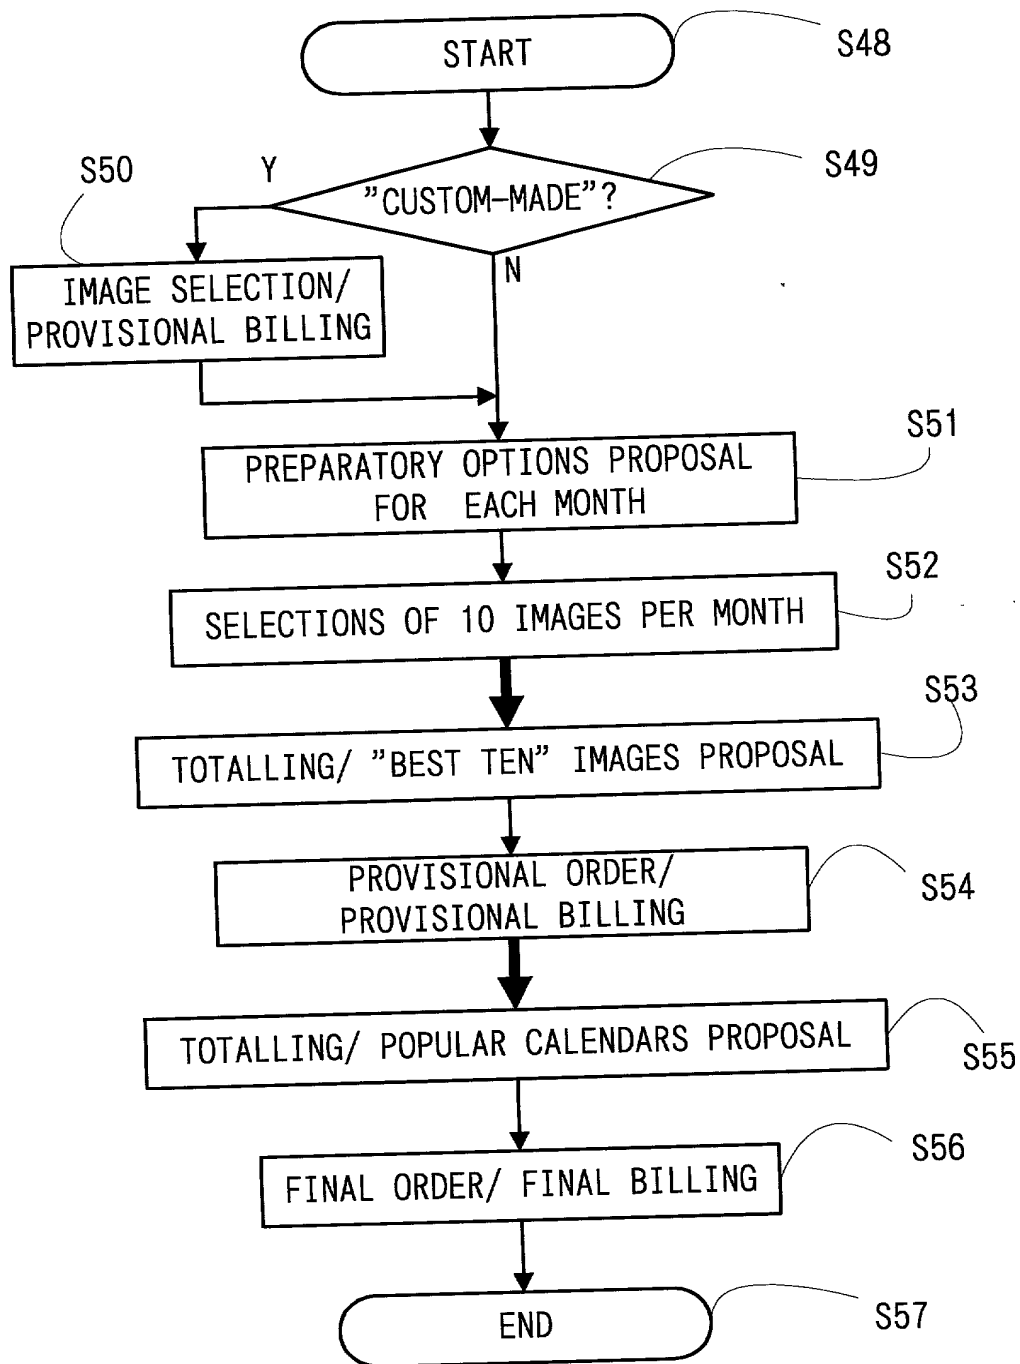 START
S48
S50
Y
"CUSTOM-MADE"?
S49
N
IMAGE SELECTION/
PROVISIONAL BILLING
S51
PREPARATORY OPTIONS PROPOSAL
FOR EACH MONTH
S52
SELECTIONS OF 10 IMAGES PER MONTH
S53
TOTALLING/ "BEST TEN" IMAGES PROPOSAL
PROVISIONAL ORDER/
PROVISIONAL BILLING
S54
TOTALLING/ POPULAR CALENDARS PROPOSAL
S55
FINAL ORDER/ FINAL BILLING
S56
END
S57